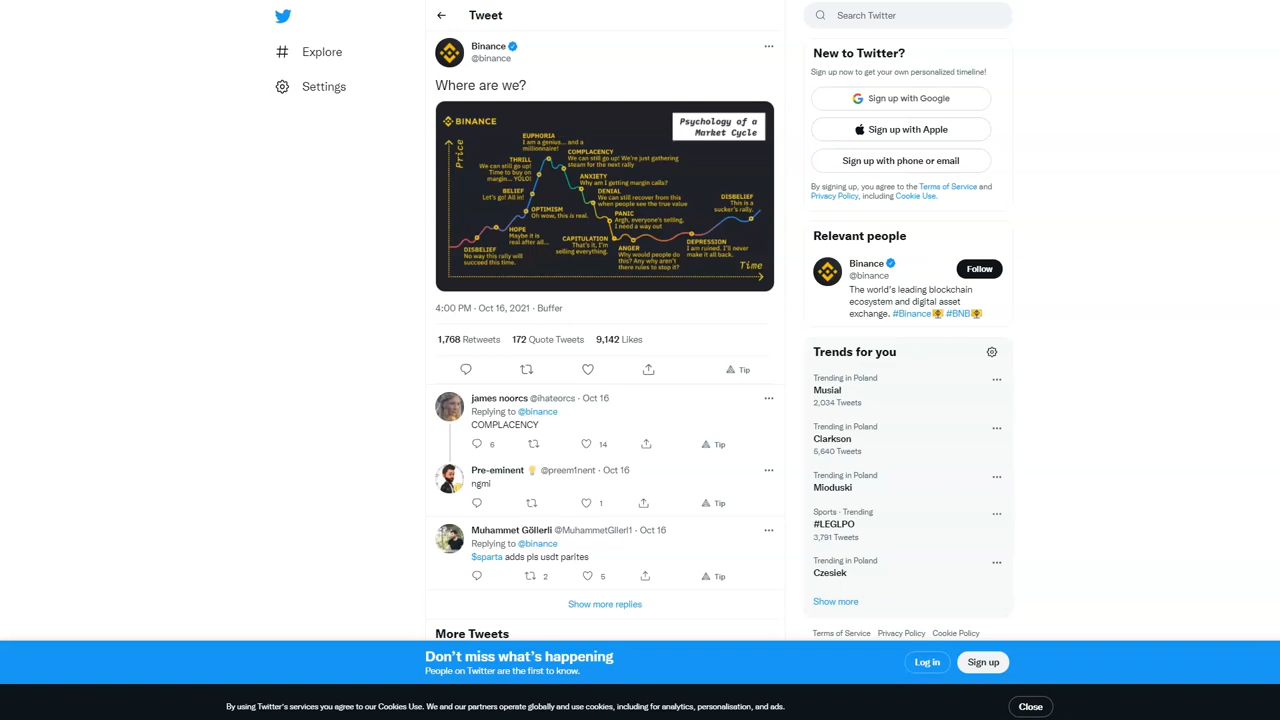 Explore
Settings
Tweet
Binance
@binance
Where are we?
BINANCE
Psychology of a
Market Cycle
Price
EUPHORIA
I am a genius... and a
millionaire!
THRILL
We can still go up!
Time to buy on
margin... YOLO!
COMPLACENCY
We can still go up! We're just gathering
steam for the next rally
ANXIETY
Why am I getting margin calls?
BELIEF
Let's go! All in!
DENIAL
We can still recover from this
when people see the true value
OPTIMISM
Oh wow, this is real.
PANIC
Argh, everyone's selling,
I need a way out
DISBELIEF
This is a
sucker's rally.
HOPE
Maybe it is
real after all...
CAPITULATION
That's it, I'm
selling everything.
ANGER
Why would people do
this? Any why aren't
there rules to stop it?
DEPRESSION
I am ruined. I'll never
make it all back.
DISBELIEF
No way this rally will
succeed this time.
Time
4:00 PM · Oct 16, 2021 · Buffer
1,768 Retweets 172 Quote Tweets 9,142 Likes
Tip
james noorcs @ihateorcs · Oct 16
Replying to @binance
COMPLACENCY
6 14 Tip
Pre-eminent @preem1nent · Oct 16
ngmi
1 Tip
Muhammet Göllerli @MuhammetGllerl1 · Oct 16
Replying to @binance
$sparta adds pls usdt parites
2 5 Tip
Show more replies
More Tweets
Search Twitter
New to Twitter?
Sign up now to get your own personalized timeline!
Sign up with Google
Sign up with Apple
Sign up with phone or email
By signing up, you agree to the Terms of Service and
Privacy Policy, including Cookie Use.
Relevant people
Binance
@binance
Follow
The world's leading blockchain
ecosystem and digital asset
exchange. #Binance #BNB
Trends for you
Trending in Poland
Musial
2,034 Tweets
Trending in Poland
Clarkson
5,640 Tweets
Trending in Poland
Mioduski
Sports · Trending
#LEGLPO
3,791 Tweets
Trending in Poland
Czesiek
Show more
Terms of Service Privacy Policy Cookie Policy
Don't miss what's happening
People on Twitter are the first to know.
Log in
Sign up
By using Twitter's services you agree to our Cookies Use. We and our partners operate globally and use cookies, including for analytics, personalisation, and ads.
Close